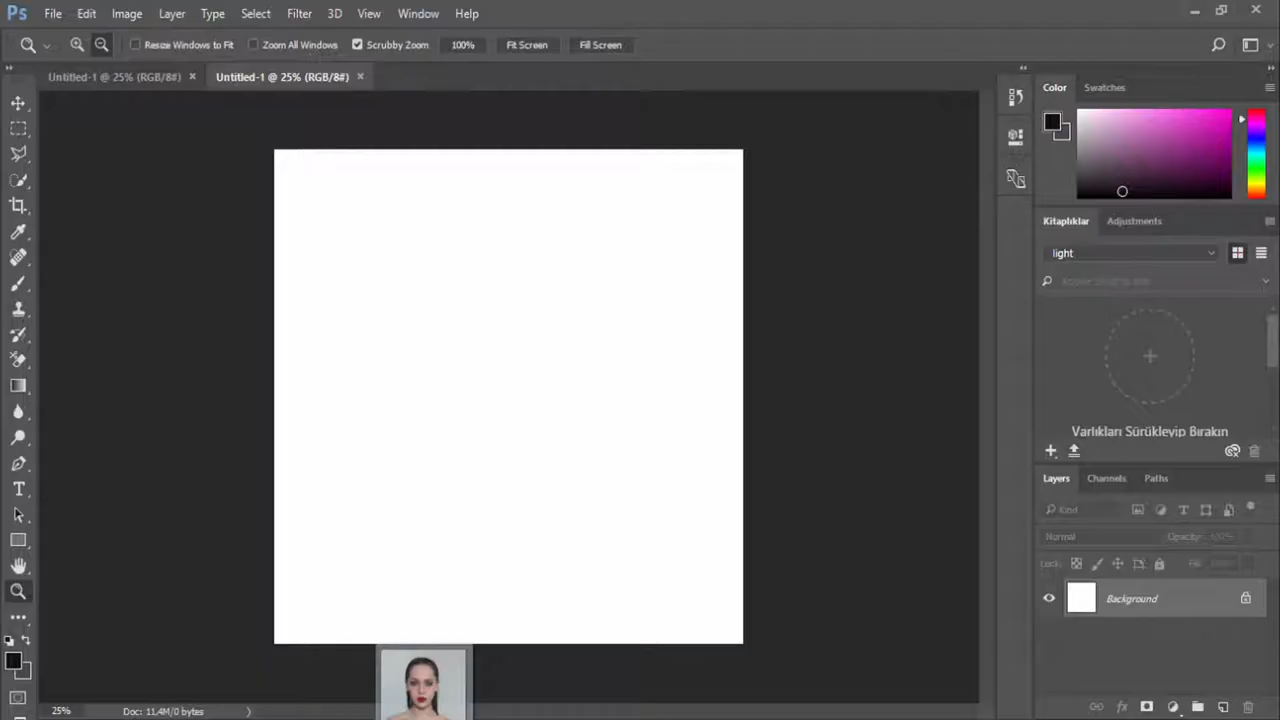 Ps File Edit Image Layer Type Select Filter 3D View Window Help
Resize Windows to Fit Zoom All Windows Scrubby Zoom 100% Fit Screen Fill Screen
Untitled-1 @ 25% (RGB/8#) × Untitled-1 @ 25% (RGB/8#) ×
Color Swatches
Kitaplıklar Adjustments
light
Varlıkları Sürükleyip Bırakın
Layers Channels Paths
Kind
Normal Opacity: 100%
Lock: Fill:
Background
25% Doc: 11,4M/0 bytes